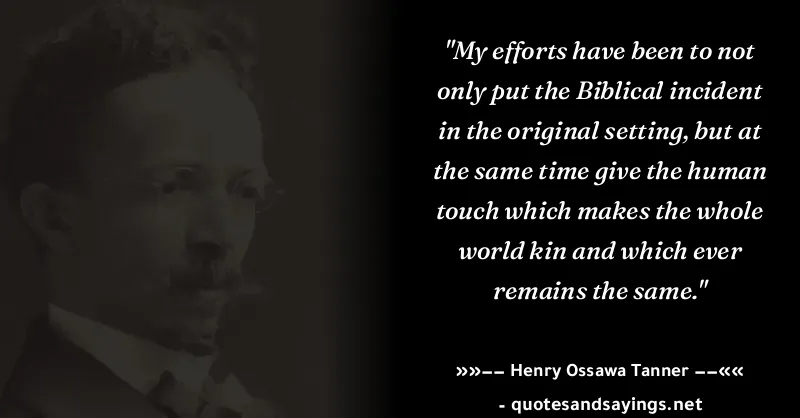 "My efforts have been to not
only put the Biblical incident
in the original setting, but at
the same time give the human
touch which makes the whole
world kin and which ever
remains the same."
»»−− Henry Ossawa Tanner −−««
- quotesandsayings.net